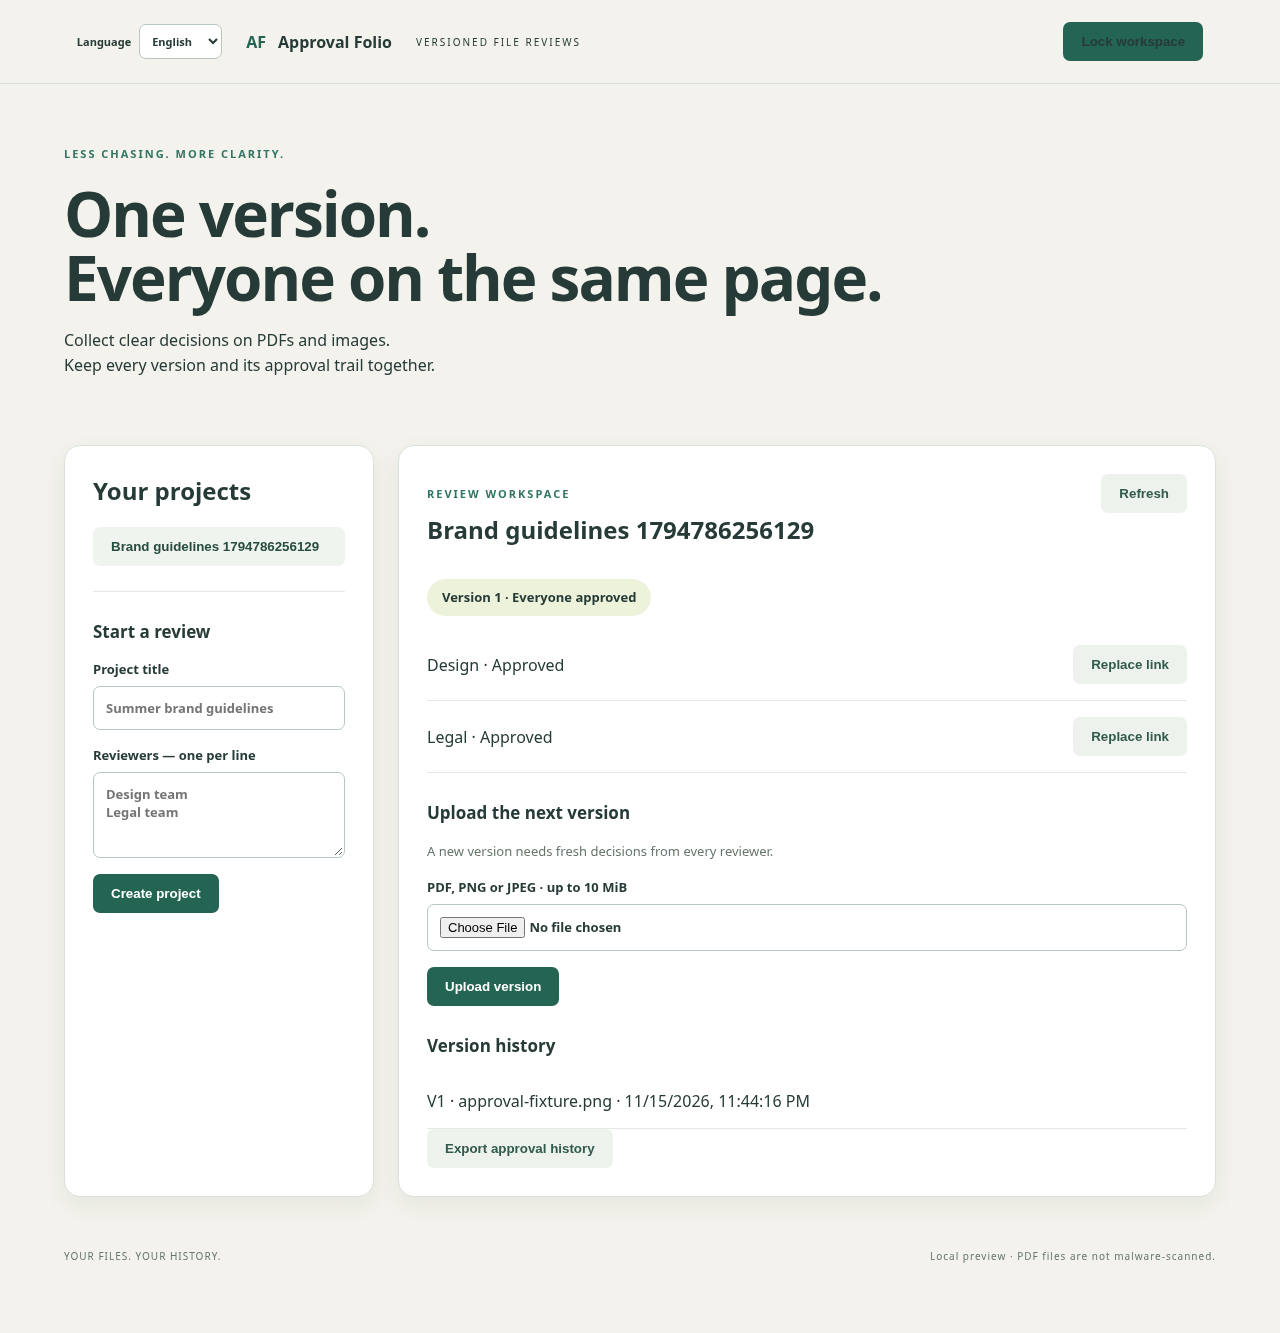 Language
English
AF Approval Folio
VERSIONED FILE REVIEWS
Lock workspace
LESS CHASING. MORE CLARITY.
One version.
Everyone on the same page.
Collect clear decisions on PDFs and images.
Keep every version and its approval trail together.
Your projects
Brand guidelines 1794786256129
Start a review
Project title
Summer brand guidelines
Reviewers — one per line
Design team
Legal team
Create project
REVIEW WORKSPACE
Refresh
Brand guidelines 1794786256129
Version 1 · Everyone approved
Design · Approved
Replace link
Legal · Approved
Replace link
Upload the next version
A new version needs fresh decisions from every reviewer.
PDF, PNG or JPEG · up to 10 MiB
Choose File No file chosen
Upload version
Version history
V1 · approval-fixture.png · 11/15/2026, 11:44:16 PM
Export approval history
YOUR FILES. YOUR HISTORY.
Local preview · PDF files are not malware-scanned.